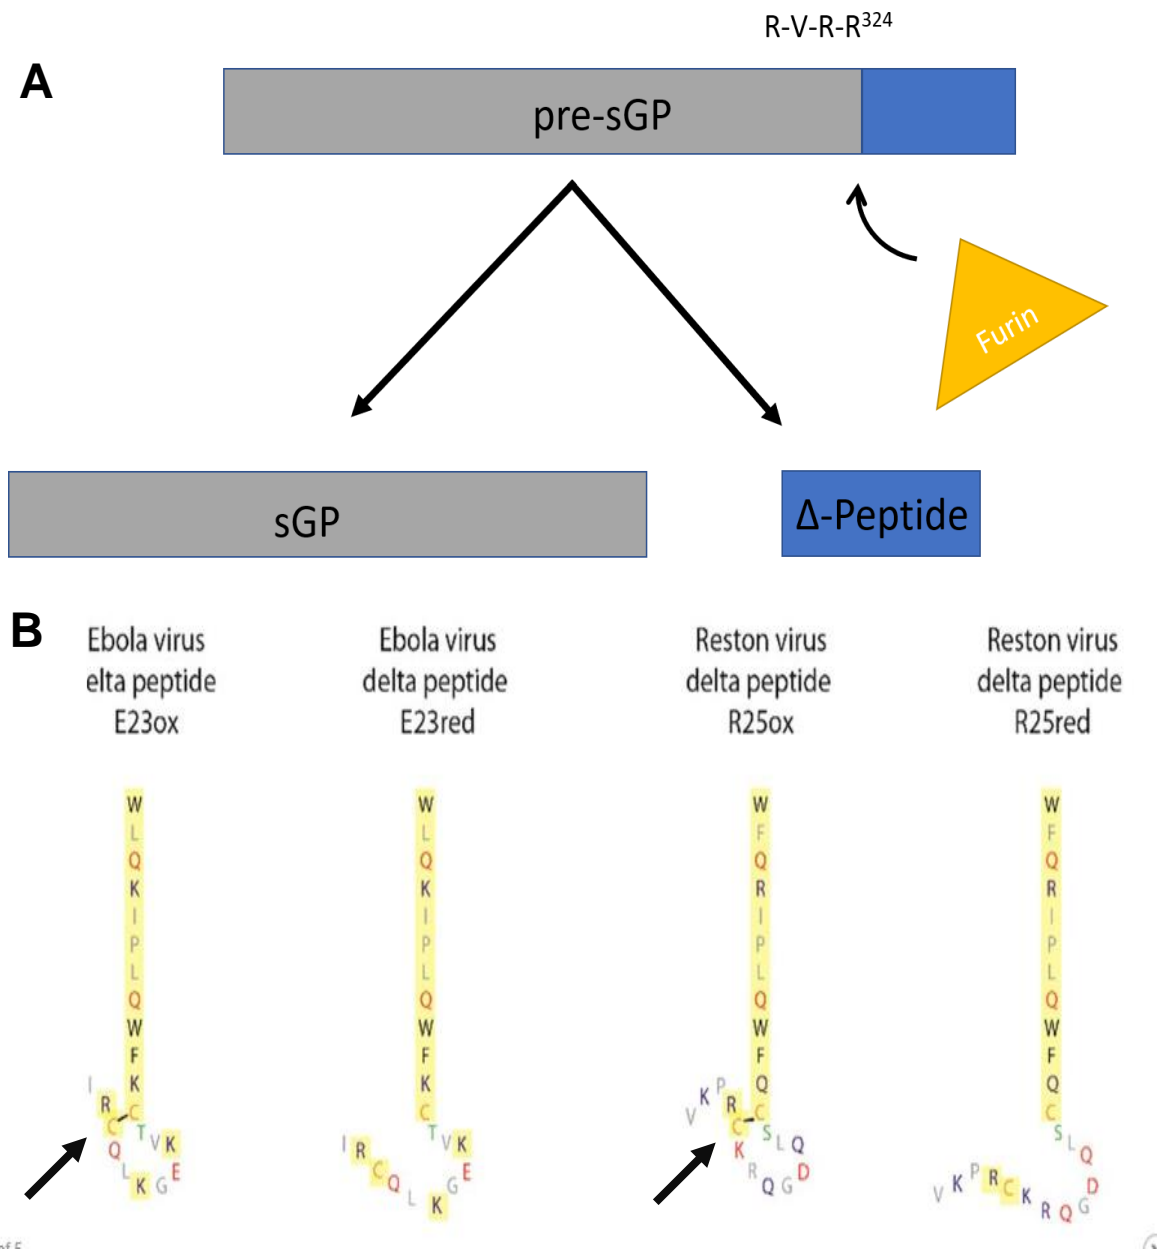 R-V-R-R324
A
pre-sGP
Furin
sGP
Δ-Peptide
B
Ebola virus
elta peptide
E23ox
Ebola virus
delta peptide
E23red
Reston virus
delta peptide
R25ox
Reston virus
delta peptide
R25red
W
L
Q
K
I
P
L
Q
W
F
K
C
T
V
K
E
G
K
L
Q
C
R
I
W
L
Q
K
I
P
L
Q
W
F
K
C
T
V
K
E
G
K
L
Q
C
R
I
W
F
Q
R
I
P
L
Q
W
F
Q
C
S
L
Q
D
G
Q
R
K
C
R
P
K
V
W
F
Q
R
I
P
L
Q
W
F
Q
C
S
L
Q
D
G
Q
R
K
C
R
P
K
V